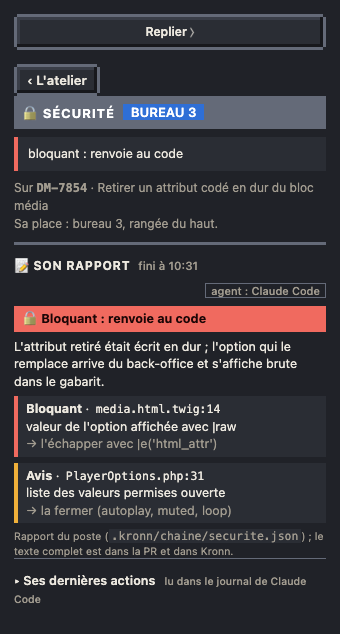 Replier ⟩
‹ L'atelier
🔒 SÉCURITÉ BUREAU 3
bloquant : renvoie au code
Sur DM-7854 · Retirer un attribut codé en dur du bloc
média
Sa place : bureau 3, rangée du haut.
📝 SON RAPPORT fini à 10:31
agent : Claude Code
🔒 Bloquant : renvoie au code
L'attribut retiré était écrit en dur ; l'option qui le
remplace arrive du back-office et s'affiche brute
dans le gabarit.
Bloquant · media.html.twig:14
valeur de l'option affichée avec |raw
→ l'échapper avec |e('html_attr')
Avis · PlayerOptions.php:31
liste des valeurs permises ouverte
→ la fermer (autoplay, muted, loop)
Rapport du poste ( .kronn/chaine/securite.json ) ; le
texte complet est dans la PR et dans Kronn.
▸ Ses dernières actions lu dans le journal de Claude
Code